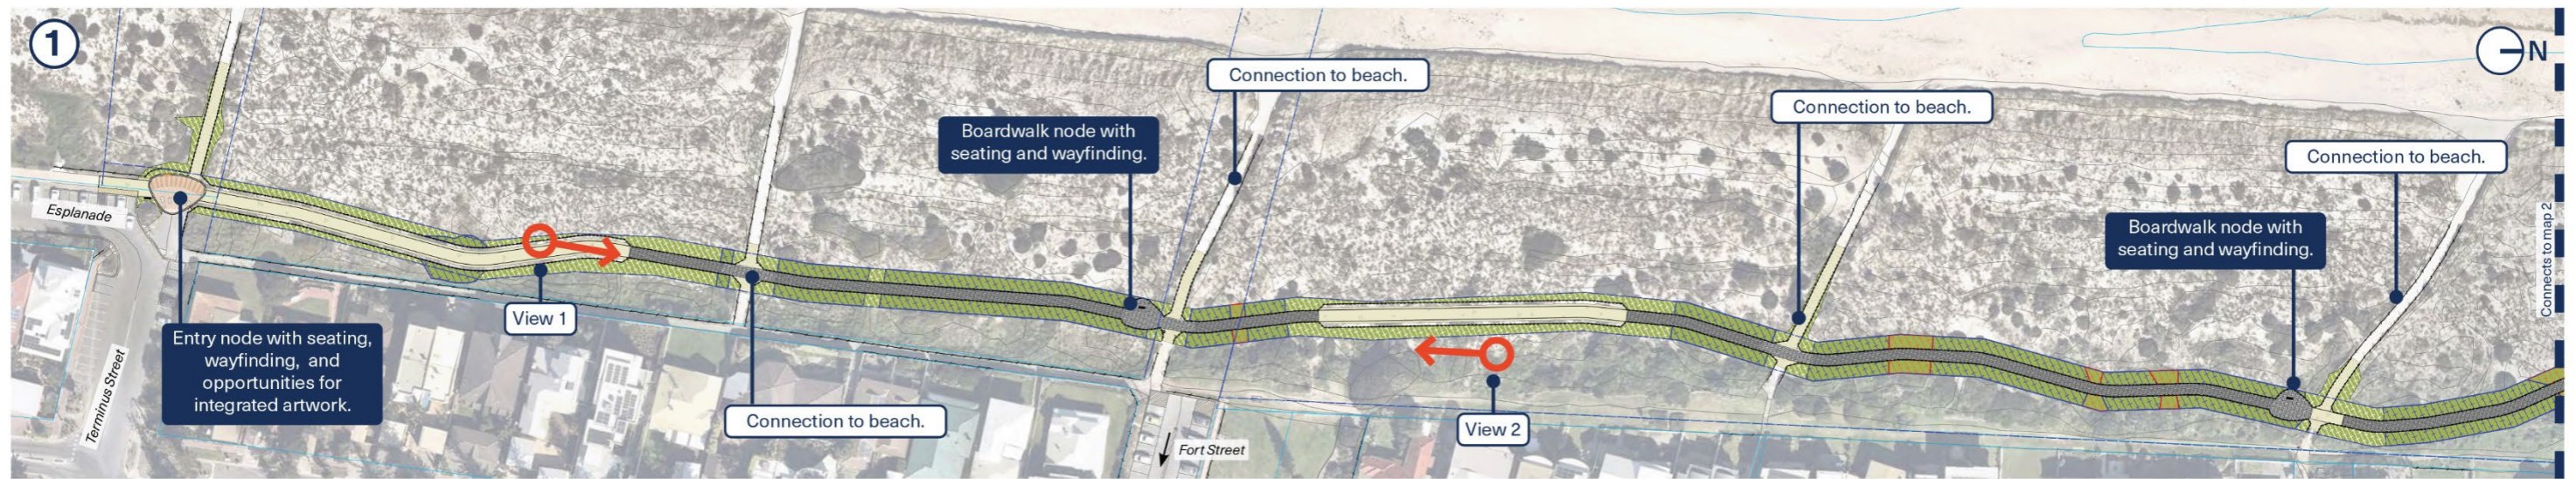 1
N
Connection to beach.
Connection to beach.
Boardwalk node with
seating and wayfinding.
Connection to beach.
Esplanade
Boardwalk node with
seating and wayfinding.
Connects to map 2
View 1
Entry node with seating,
wayfinding, and
opportunities for
integrated artwork.
Terminus Street
Connection to beach.
View 2
Fort Street